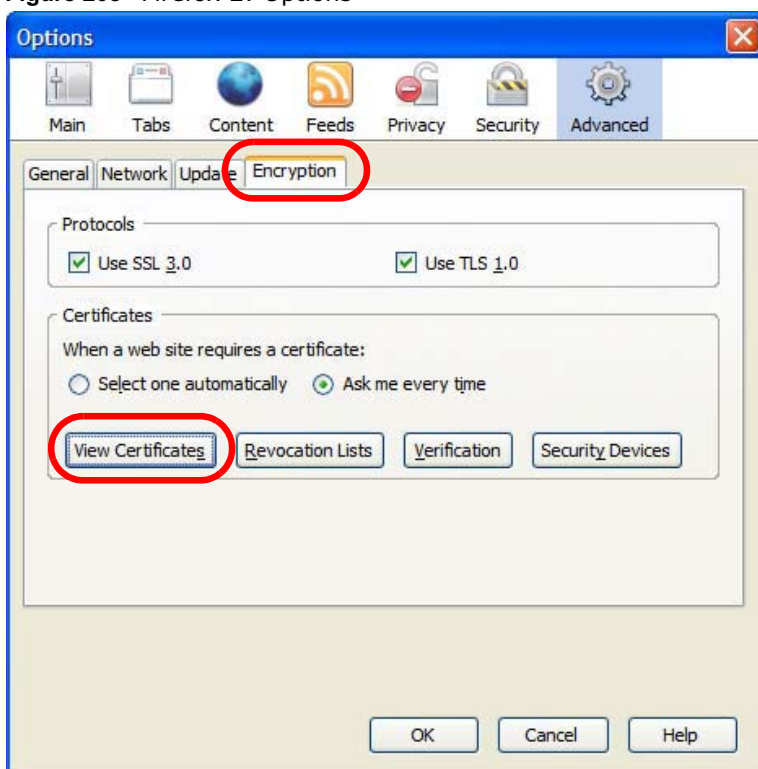 Options
Main Tabs Content Feeds Privacy Security Advanced
General Network Update Encryption
Protocols
Use SSL 3.0 Use TLS 1.0
Certificates
When a web site requires a certificate:
Select one automatically Ask me every time
View Certificates Revocation Lists Verification Security Devices
OK Cancel Help